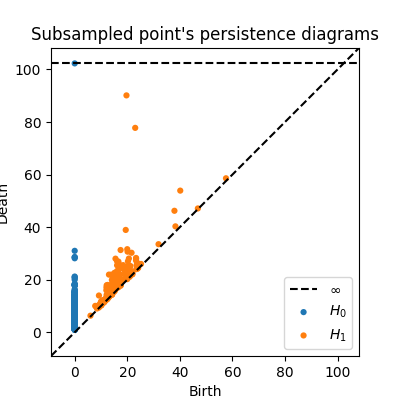 Subsampled point's persistence diagrams
100
80
60
40
20
0
Death
∞
H₀
H₁
0 20 40 60 80 100
Birth